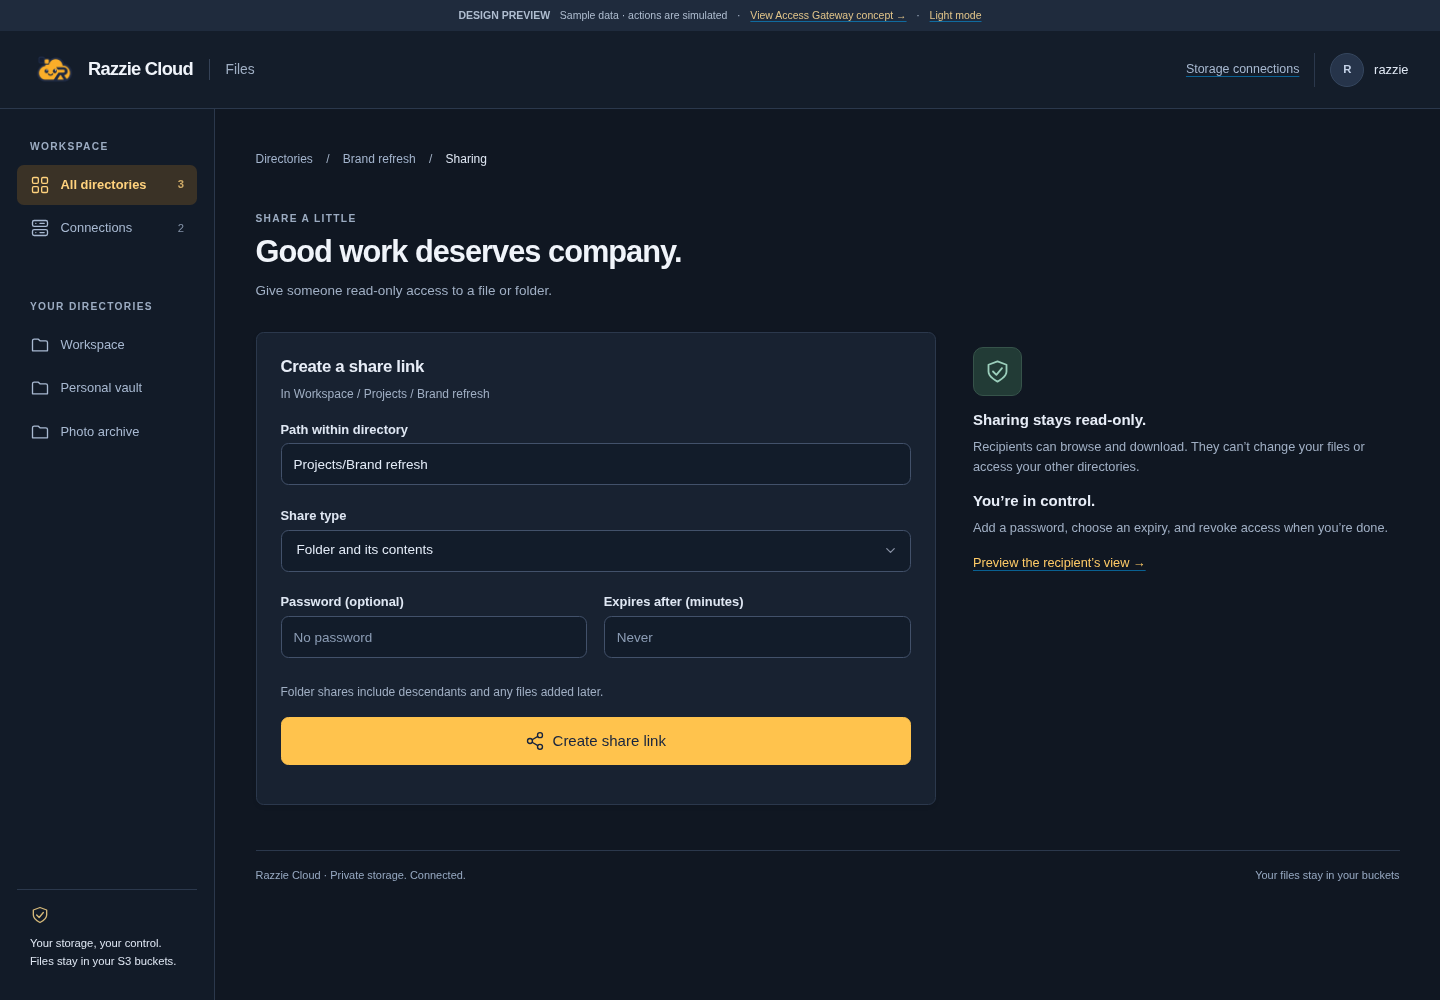 DESIGN PREVIEW Sample data · actions are simulated · View Access Gateway concept → · Light mode
Razzie Cloud Files
Storage connections R razzie
WORKSPACE
All directories 3
Connections 2
YOUR DIRECTORIES
Workspace
Personal vault
Photo archive
Your storage, your control.
Files stay in your S3 buckets.
Directories / Brand refresh / Sharing
SHARE A LITTLE
Good work deserves company.
Give someone read-only access to a file or folder.
Create a share link
In Workspace / Projects / Brand refresh
Path within directory
Projects/Brand refresh
Share type
Folder and its contents
Password (optional) Expires after (minutes)
No password Never
Folder shares include descendants and any files added later.
Create share link
Sharing stays read-only.
Recipients can browse and download. They can’t change your files or
access your other directories.
You’re in control.
Add a password, choose an expiry, and revoke access when you’re done.
Preview the recipient’s view →
Razzie Cloud · Private storage. Connected. Your files stay in your buckets